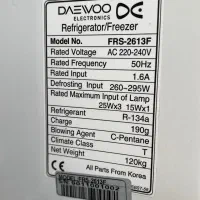 DAEWOO
ELECTRONICS
Refrigerator/Freezer
Model No. FRS-2613F
Rated Voltage AC 220-240V
Rated Frequency 50Hz
Rated Input 1.6A
Defrosting Input 260~295W
Rated Maximum Input of Lamp
25Wx3 15Wx1
Refrigerant R-134a
Charge 190g
Blowing Agent C-Pentane
Climate Class T
Net Weight 120kg
All Parts From Korea